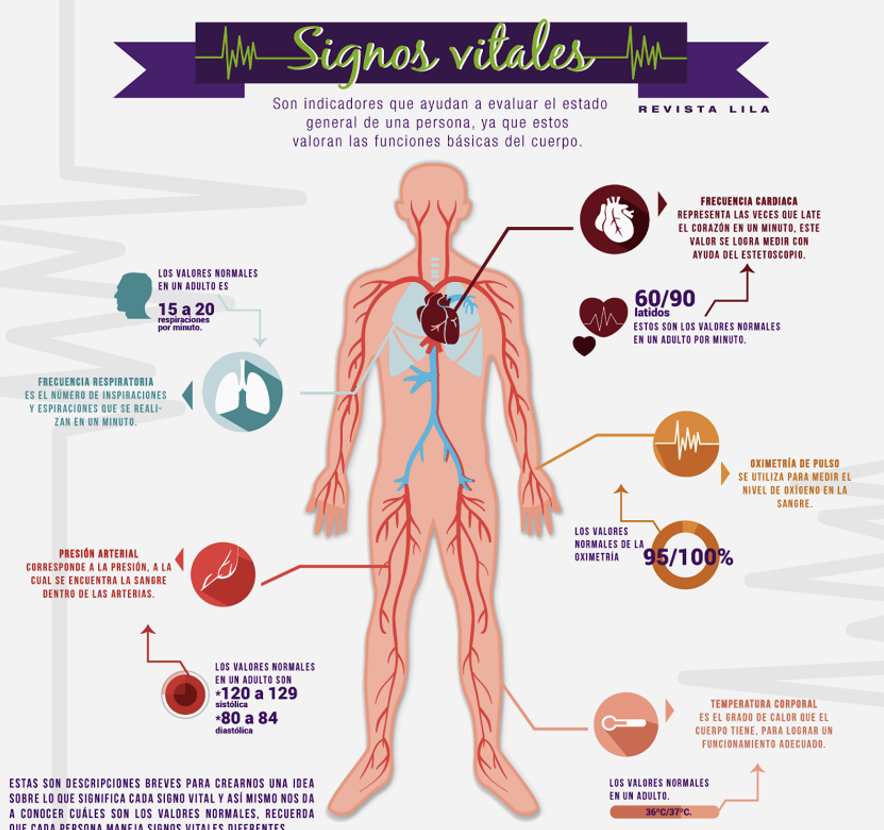 Signos vitales
Son indicadores que ayudan a evaluar el estado
general de una persona, ya que estos
valoran las funciones básicas del cuerpo.
REVISTA LILA
FRECUENCIA CARDIACA
REPRESENTA LAS VECES QUE LATE
EL CORAZÓN EN UN MINUTO, ESTE
VALOR SE LOGRA MEDIR CON
AYUDA DEL ESTETOSCOPIO.
60/90
latidos
ESTOS SON LOS VALORES NORMALES
EN UN ADULTO POR MINUTO.
LOS VALORES NORMALES
EN UN ADULTO ES
15 a 20
respiraciones
por minuto.
FRECUENCIA RESPIRATORIA
ES EL NÚMERO DE INSPIRACIONES
Y ESPIRACIONES QUE SE REALI-
ZAN EN UN MINUTO.
OXIMETRÍA DE PULSO
SE UTILIZA PARA MEDIR EL
NIVEL DE OXÍGENO EN LA
SANGRE.
LOS VALORES
NORMALES DE LA
OXIMETRÍA
95/100%
PRESIÓN ARTERIAL
CORRESPONDE A LA PRESIÓN, A LA
CUAL SE ENCUENTRA LA SANGRE
DENTRO DE LAS ARTERIAS.
LOS VALORES NORMALES
EN UN ADULTO SON
*120 a 129
sistólica
*80 a 84
diastólica
TEMPERATURA CORPORAL
ES EL GRADO DE CALOR QUE EL
CUERPO TIENE, PARA LOGRAR UN
FUNCIONAMIENTO ADECUADO.
LOS VALORES NORMALES
EN UN ADULTO.
36°C/37°C.
ESTAS SON DESCRIPCIONES BREVES PARA CREARNOS UNA IDEA
SOBRE LO QUE SIGNIFICA CADA SIGNO VITAL Y ASÍ MISMO NOS DA
A CONOCER CUÁLES SON LOS VALORES NORMALES, RECUERDA
QUE CADA PERSONA MANEJA SIGNOS VITALES DIFERENTES